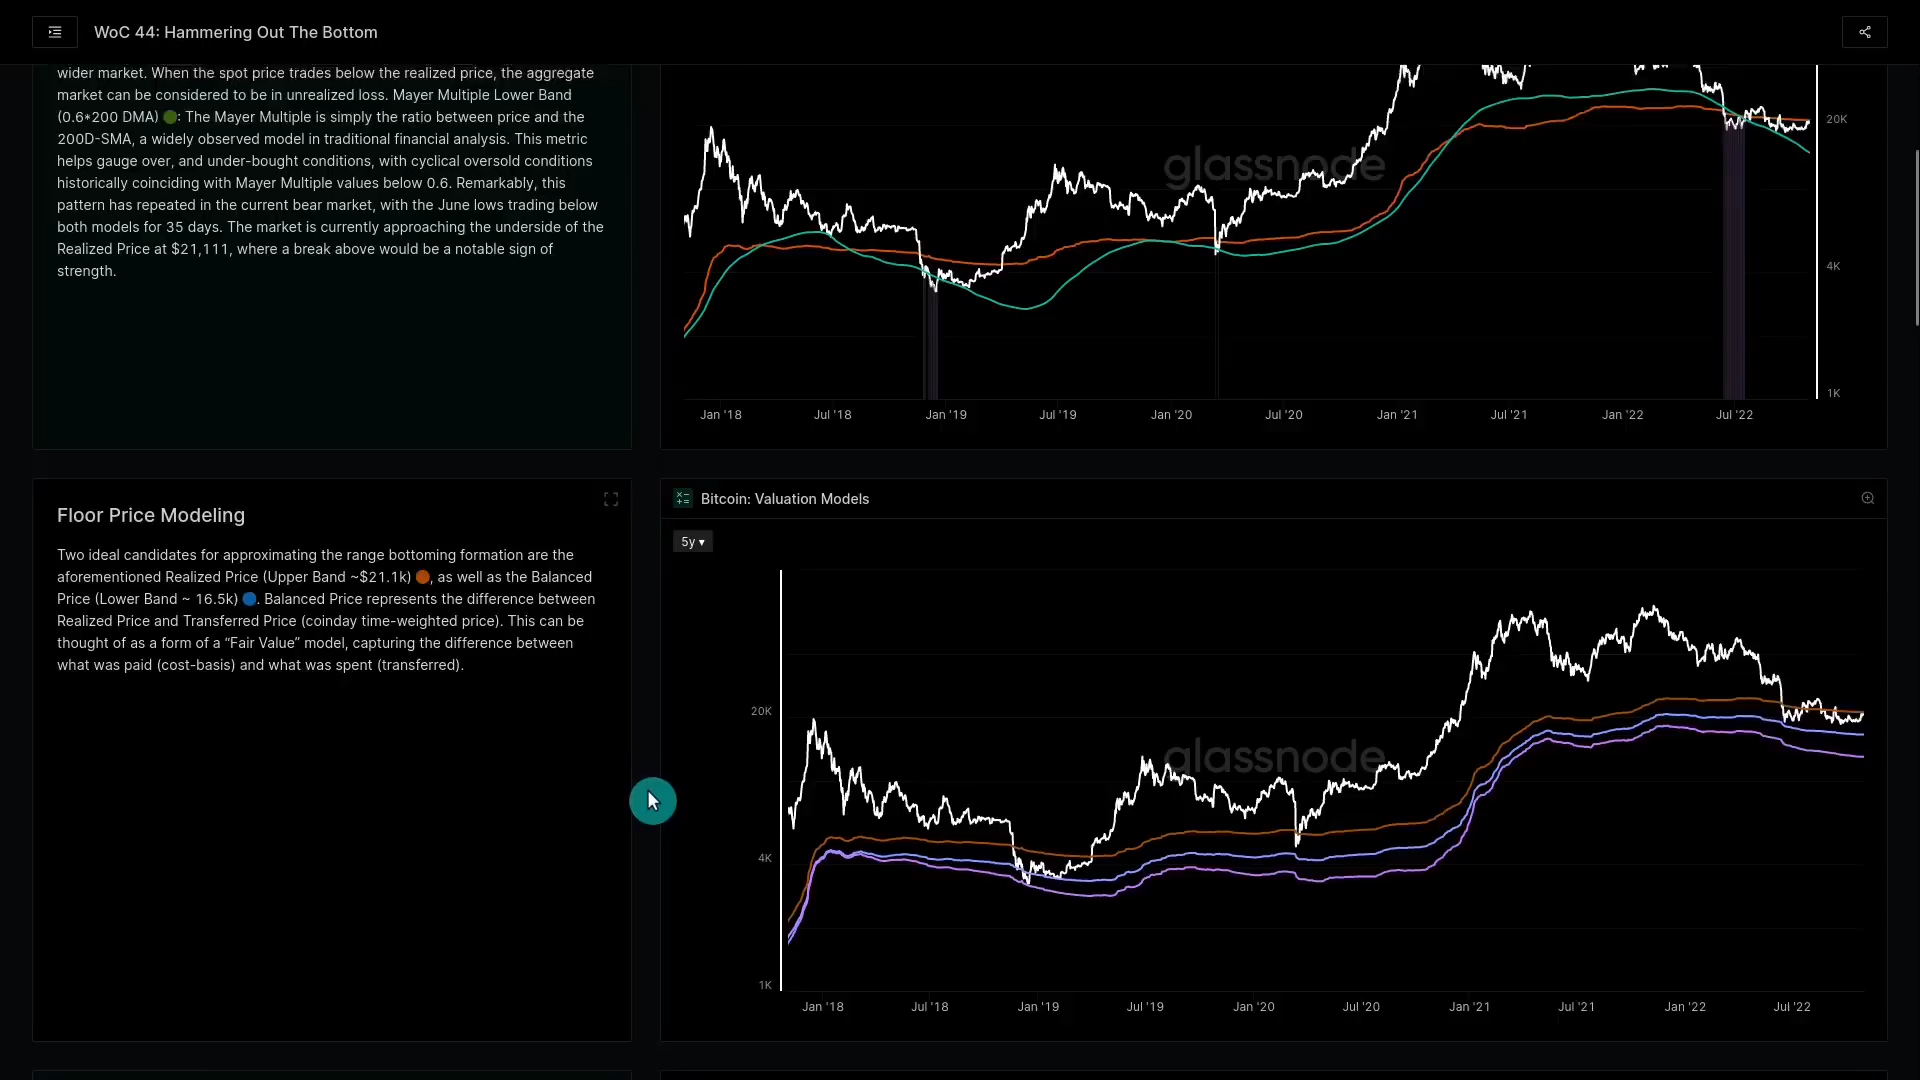 WoC 44: Hammering Out The Bottom
wider market. When the spot price trades below the realized price, the aggregate
market can be considered to be in unrealized loss. Mayer Multiple Lower Band
(0.6*200 DMA) 🟢: The Mayer Multiple is simply the ratio between price and the
200D-SMA, a widely observed model in traditional financial analysis. This metric
helps gauge over, and under-bought conditions, with cyclical oversold conditions
historically coinciding with Mayer Multiple values below 0.6. Remarkably, this
pattern has repeated in the current bear market, with the June lows trading below
both models for 35 days. The market is currently approaching the underside of the
Realized Price at $21,111, where a break above would be a notable sign of
strength.
glassnode
20K
4K
1K
Jan '18 Jul '18 Jan '19 Jul '19 Jan '20 Jul '20 Jan '21 Jul '21 Jan '22 Jul '22
Floor Price Modeling
Two ideal candidates for approximating the range bottoming formation are the
aforementioned Realized Price (Upper Band ~$21.1k) 🟠, as well as the Balanced
Price (Lower Band ~ 16.5k) 🔵. Balanced Price represents the difference between
Realized Price and Transferred Price (coinday time-weighted price). This can be
thought of as a form of a “Fair Value” model, capturing the difference between
what was paid (cost-basis) and what was spent (transferred).
Bitcoin: Valuation Models
5y ▾
glassnode
20K
4K
1K
Jan '18 Jul '18 Jan '19 Jul '19 Jan '20 Jul '20 Jan '21 Jul '21 Jan '22 Jul '22